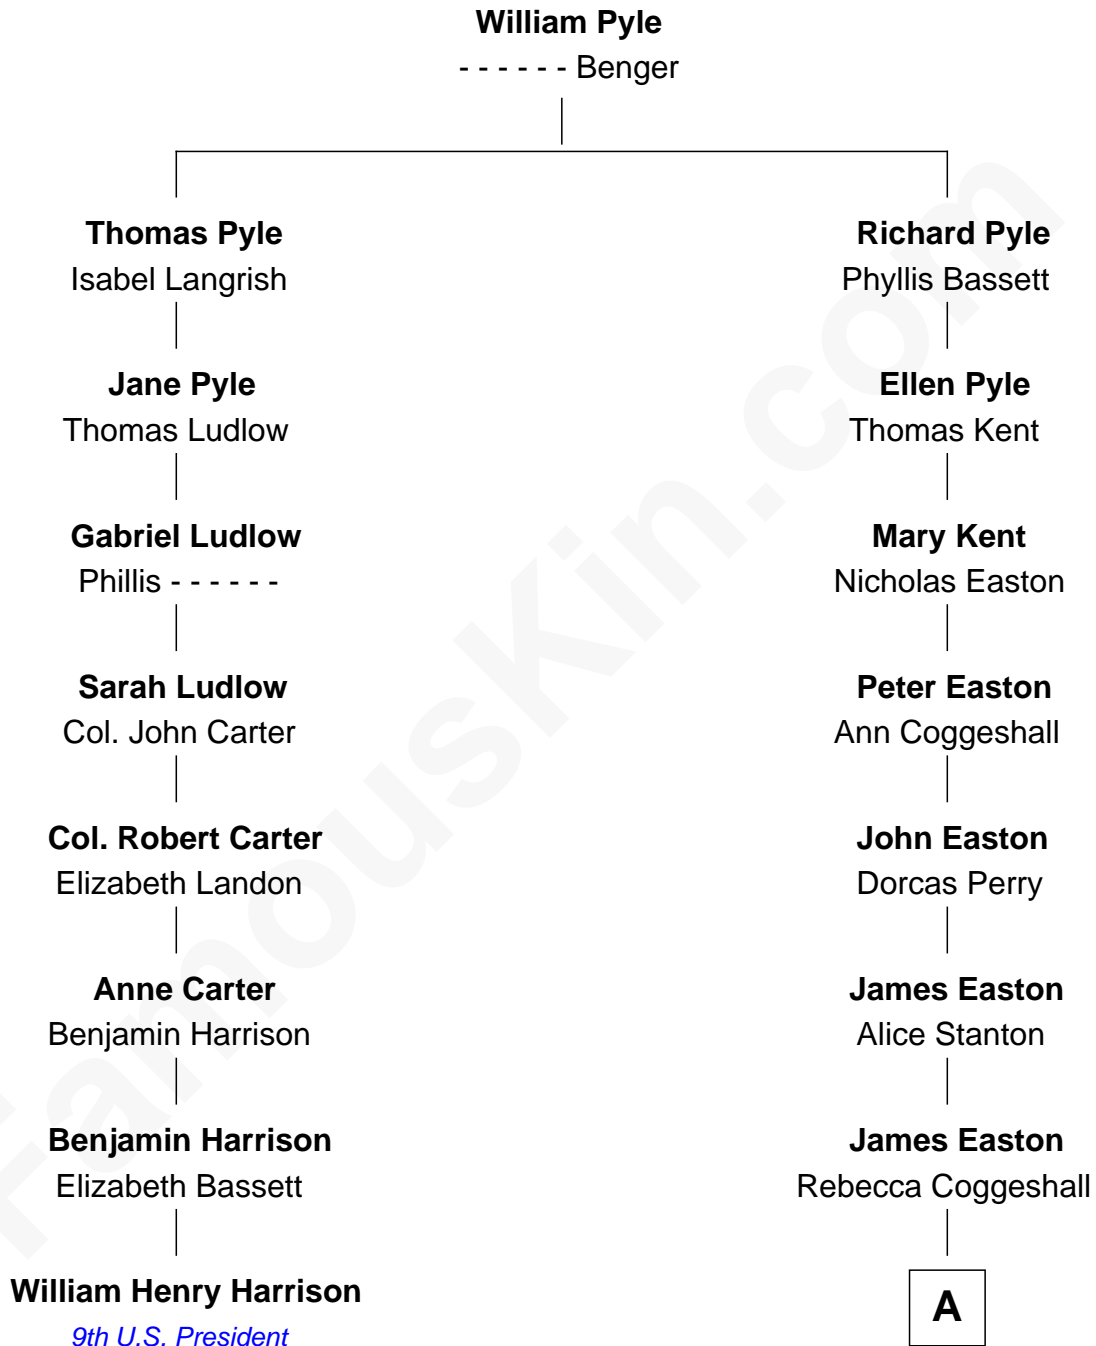 William Pyle
- - - - - - Benger
Thomas Pyle
Isabel Langrish
Richard Pyle
Phyllis Bassett
Jane Pyle
Thomas Ludlow
Ellen Pyle
Thomas Kent
Gabriel Ludlow
Phillis - - - - - -
Mary Kent
Nicholas Easton
Sarah Ludlow
Col. John Carter
Peter Easton
Ann Coggeshall
Col. Robert Carter
Elizabeth Landon
John Easton
Dorcas Perry
Anne Carter
Benjamin Harrison
James Easton
Alice Stanton
Benjamin Harrison
Elizabeth Bassett
James Easton
Rebecca Coggeshall
William Henry Harrison
9th U.S. President
A
FamousKin.com